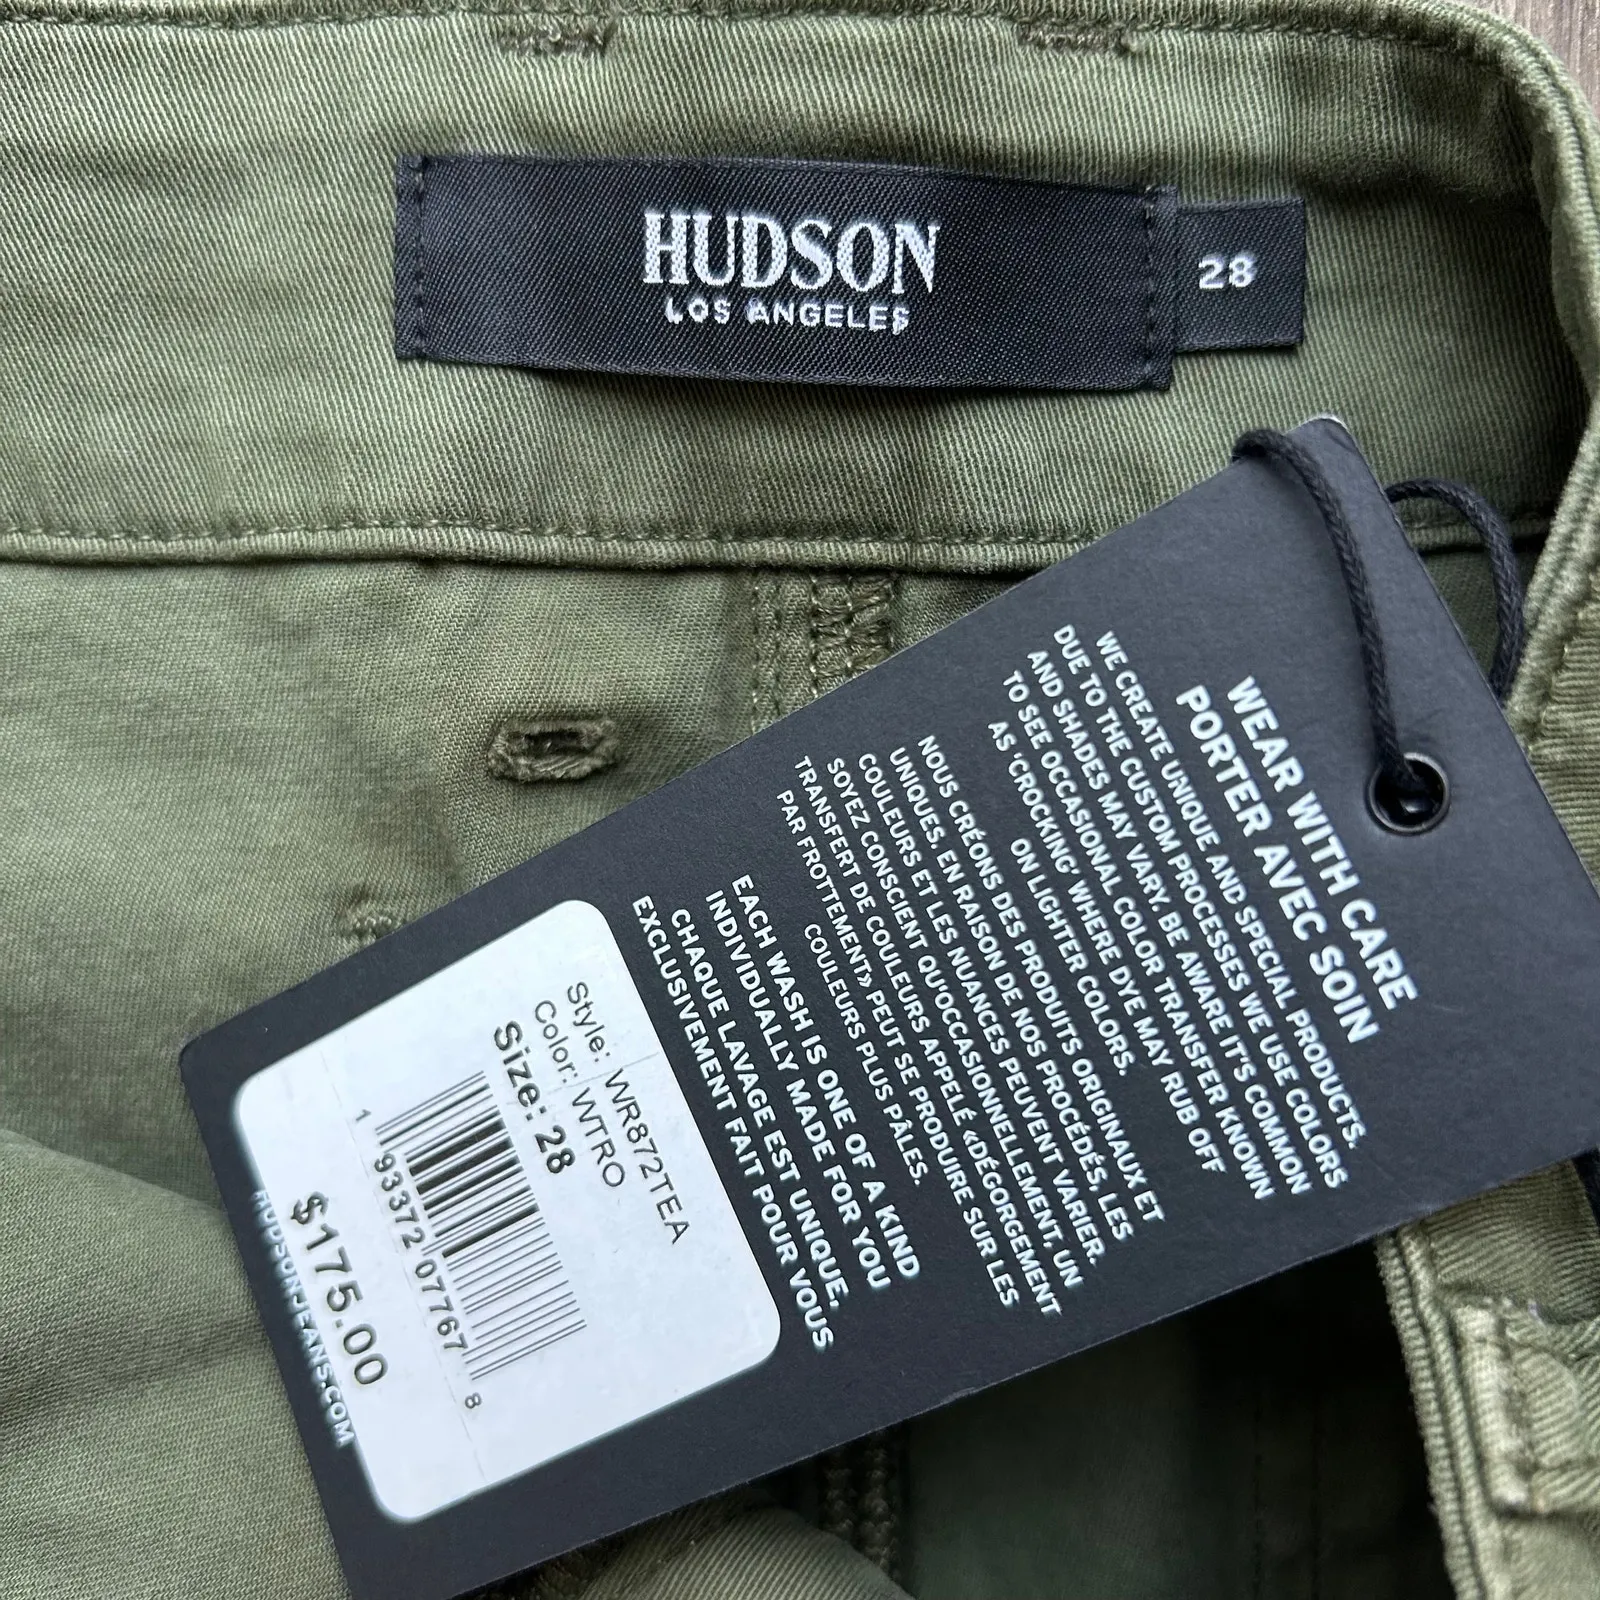 HUDSON
LOS ANGELES
28
WEAR WITH CARE
PORTER AVEC SOIN
WE CREATE UNIQUE AND SPECIAL PRODUCTS.
DUE TO THE CUSTOM PROCESSES WE USE COLORS
AND SHADES MAY VARY. BE AWARE IT'S COMMON
TO SEE OCCASIONAL COLOR TRANSFER KNOWN
AS 'CROCKING' WHERE DYE MAY RUB OFF
ON LIGHTER COLORS.
NOUS CRÉONS DES PRODUITS ORIGINAUX ET
UNIQUES. EN RAISON DE NOS PROCÉDÉS, LES
COULEURS ET LES NUANCES PEUVENT VARIER.
SOYEZ CONSCIENT QU'OCCASIONNELLEMENT, UN
TRANSFERT DE COULEURS APPELÉ «DÉGORGEMENT
PAR FROTTEMENT» PEUT SE PRODUIRE SUR LES
COULEURS PLUS PÂLES.
EACH WASH IS ONE OF A KIND
INDIVIDUALLY MADE FOR YOU
CHAQUE LAVAGE EST UNIQUE,
EXCLUSIVEMENT FAIT POUR VOUS
Style: WR872TEA
Color: WTRO
Size: 28
1 93372 07767 8
$175.00
HUDSONJEANS.COM